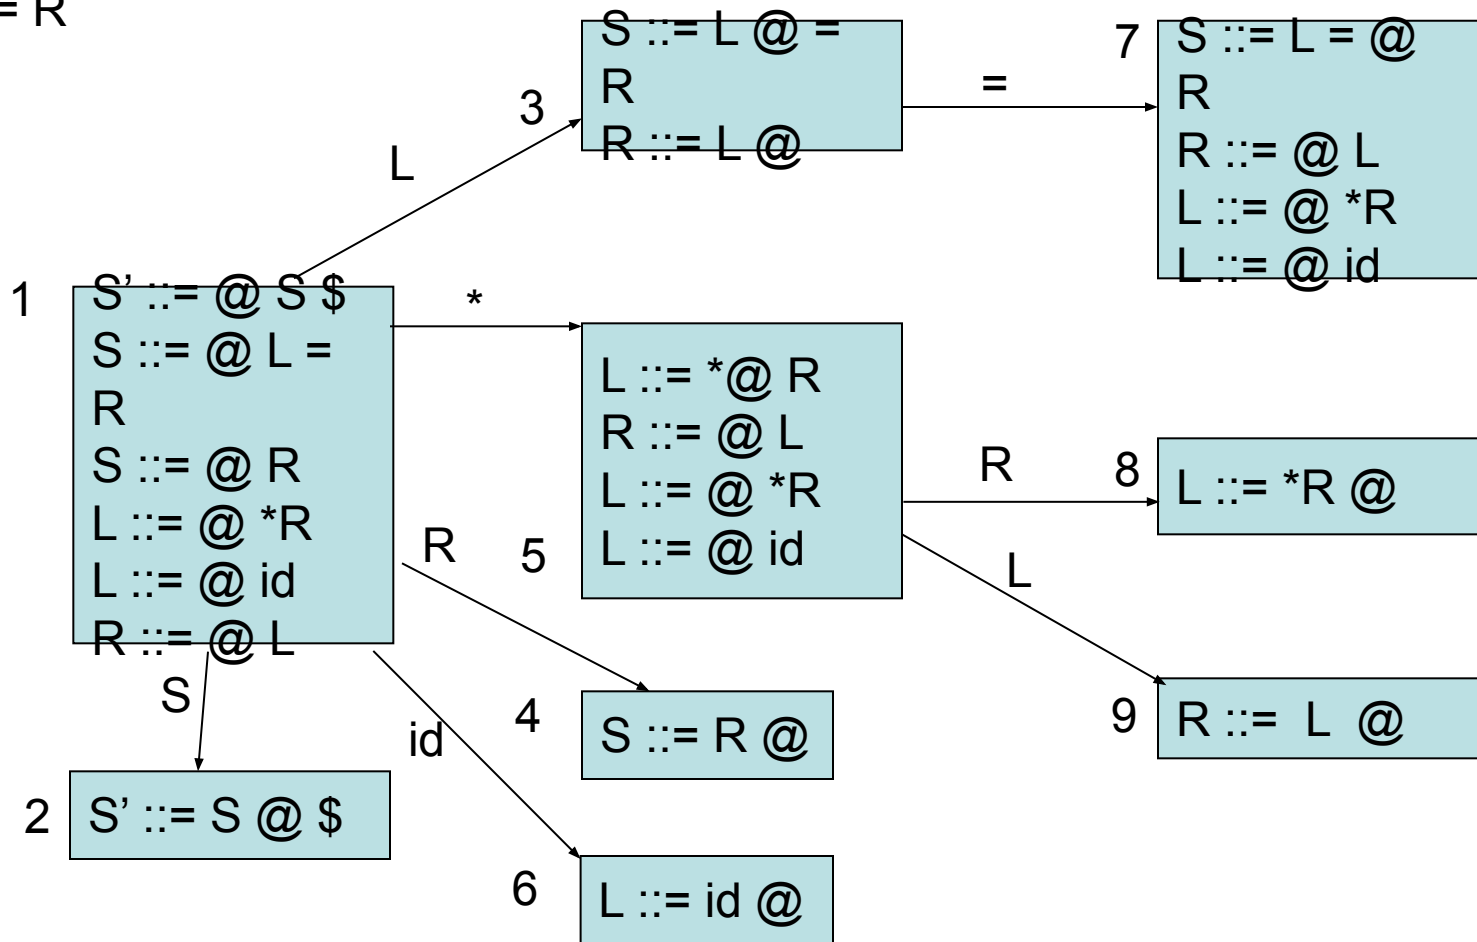 = R
S ::= L @ =
R
R ::= L @
3
=
7
S ::= L = @
R
R ::= @ L
L ::= @ *R
L ::= @ id
L
1
S’ ::= @ S $
S ::= @ L =
R
S ::= @ R
L ::= @ *R
L ::= @ id
R ::= @ L
*
L ::= *@ R
R ::= @ L
L ::= @ *R
L ::= @ id
5
R
8
L ::= *R @
L
9
R ::= L @
R
4
S ::= R @
S
id
2
S’ ::= S @ $
6
L ::= id @